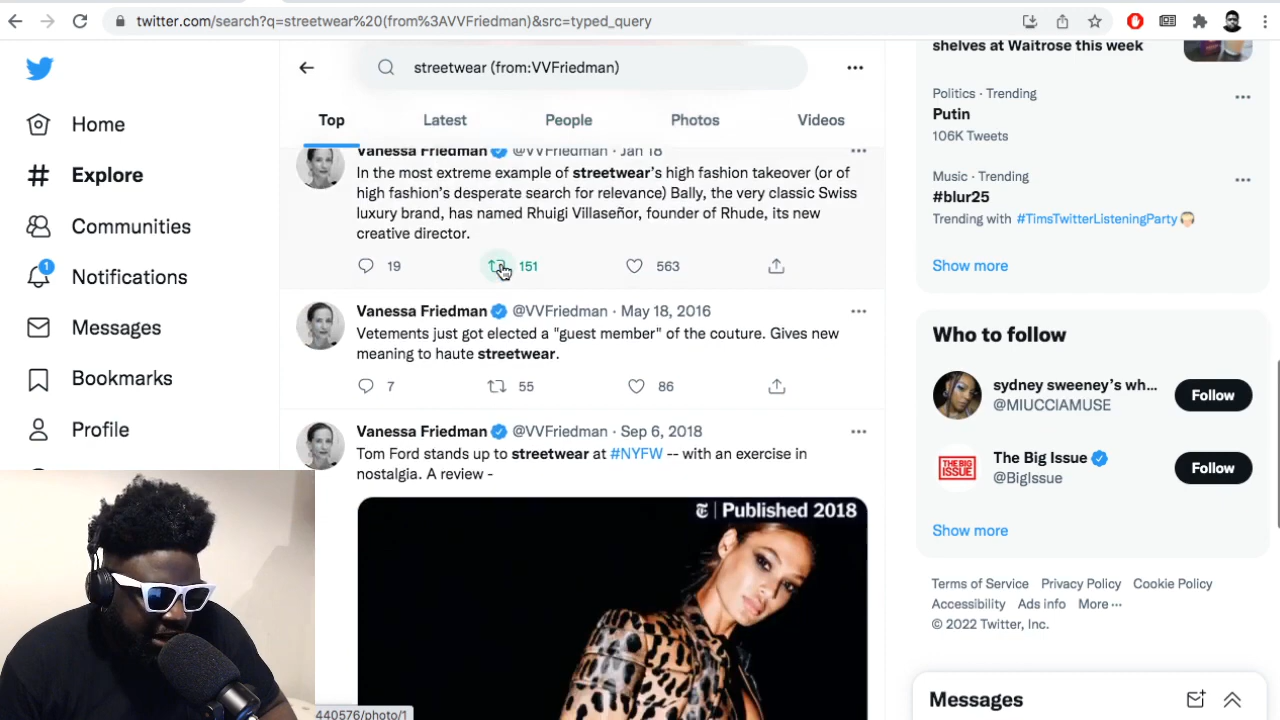 twitter.com/search?q=streetwear%20(from%3AVVFriedman)&src=typed_query
Home
Explore
Communities
1
Notifications
Messages
Bookmarks
Profile
streetwear (from:VVFriedman)
Top
Latest
People
Photos
Videos
Vanessa Friedman @VVFriedman · Jan 18
In the most extreme example of streetwear's high fashion takeover (or of
high fashion's desperate search for relevance) Bally, the very classic Swiss
luxury brand, has named Rhuigi Villaseñor, founder of Rhude, its new
creative director.
19 151 563
Vanessa Friedman @VVFriedman · May 18, 2016
Vetements just got elected a "guest member" of the couture. Gives new
meaning to haute streetwear.
7 55 86
Vanessa Friedman @VVFriedman · Sep 6, 2018
Tom Ford stands up to streetwear at #NYFW -- with an exercise in
nostalgia. A review -
T | Published 2018
shelves at Waitrose this week
Politics · Trending
Putin
106K Tweets
Music · Trending
#blur25
Trending with #TimsTwitterListeningParty
Show more
Who to follow
sydney sweeney's wh...
@MIUCCIAMUSE
Follow
THE BIG ISSUE
The Big Issue
@BigIssue
Follow
Show more
Terms of Service Privacy Policy Cookie Policy
Accessibility Ads info More ···
© 2022 Twitter, Inc.
Messages
440576/photo/1